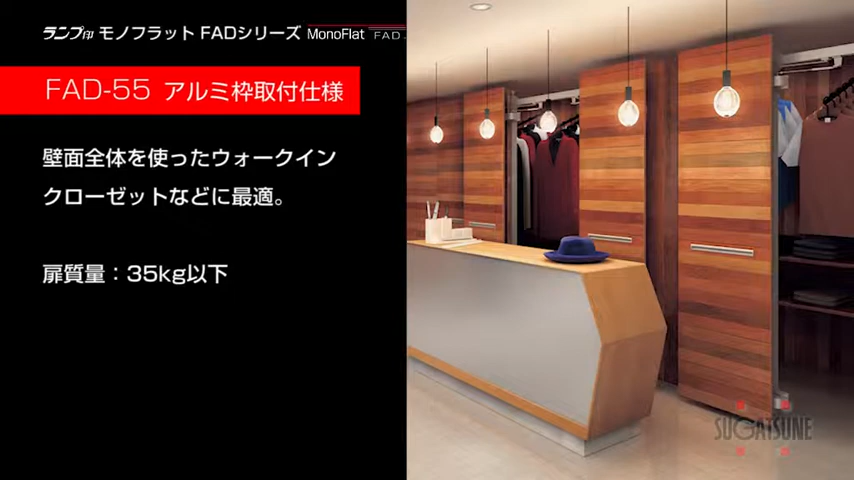 ランプ印 モノフラット FADシリーズ MonoFlat FAD
FAD-55 アルミ枠取付仕様
壁面全体を使ったウォークイン
クローゼットなどに最適。
扉質量：35kg以下
SUGATSUNE